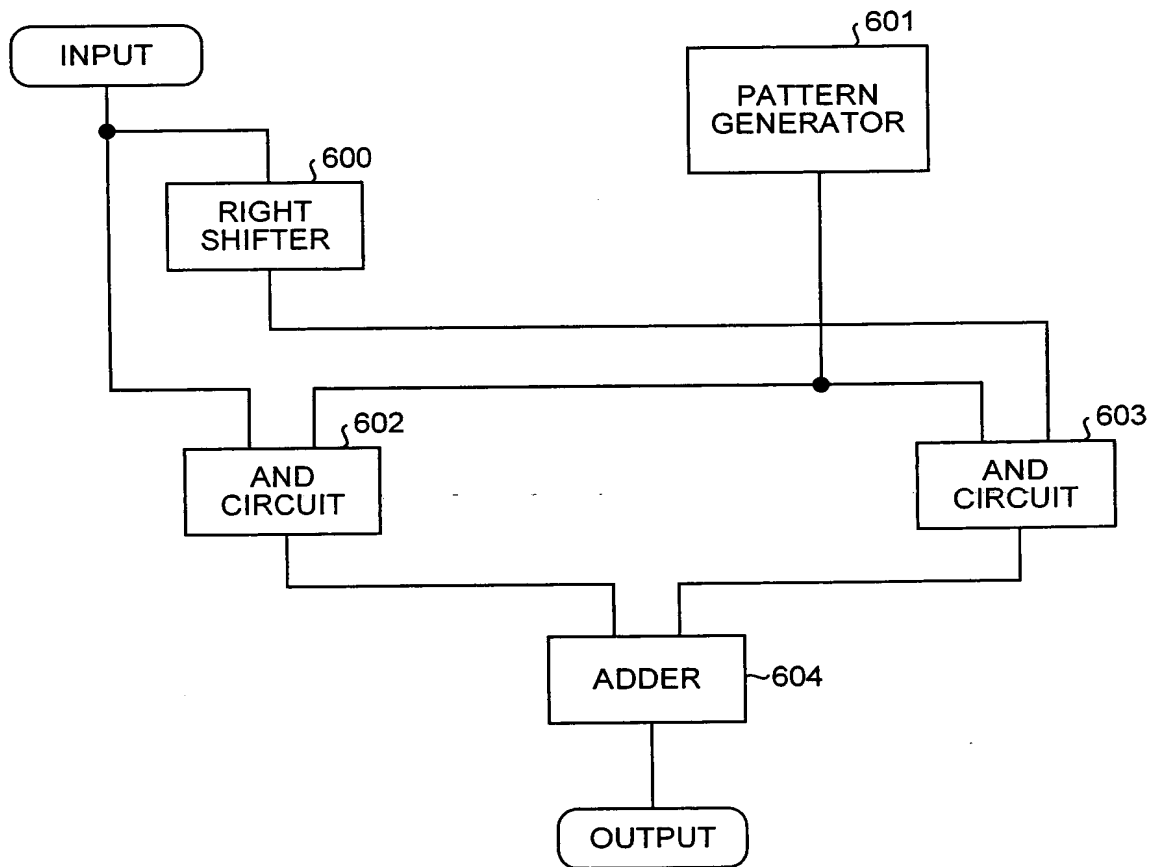 INPUT
601
PATTERN
GENERATOR
600
RIGHT
SHIFTER
602
AND
CIRCUIT
603
AND
CIRCUIT
ADDER
604
OUTPUT